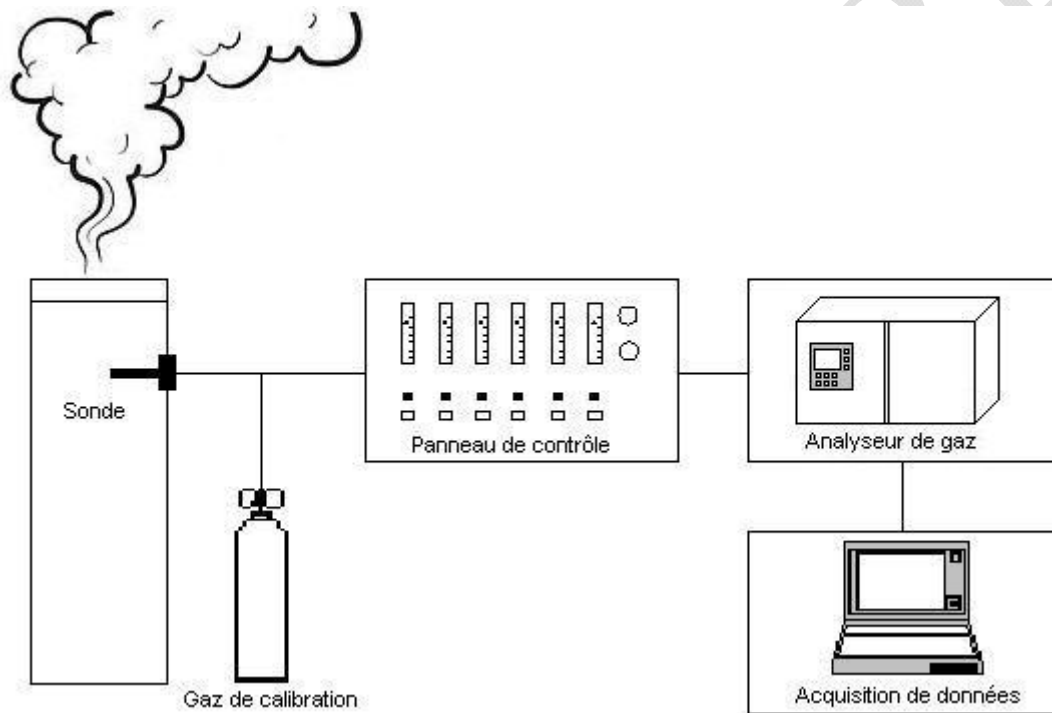 Sonde
Panneau de contrôle
Analyseur de gaz
Gaz de calibration
Acquisition de données